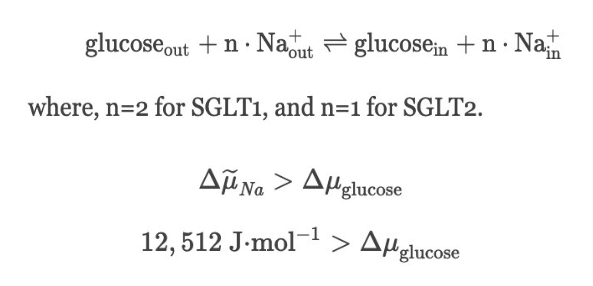 glucose_out + n · Na⁺_out ⇌ glucose_in + n · Na⁺_in
where, n=2 for SGLT1, and n=1 for SGLT2.
Δμ̃_Na > Δμ_glucose
12,512 J·mol⁻¹ > Δμ_glucose